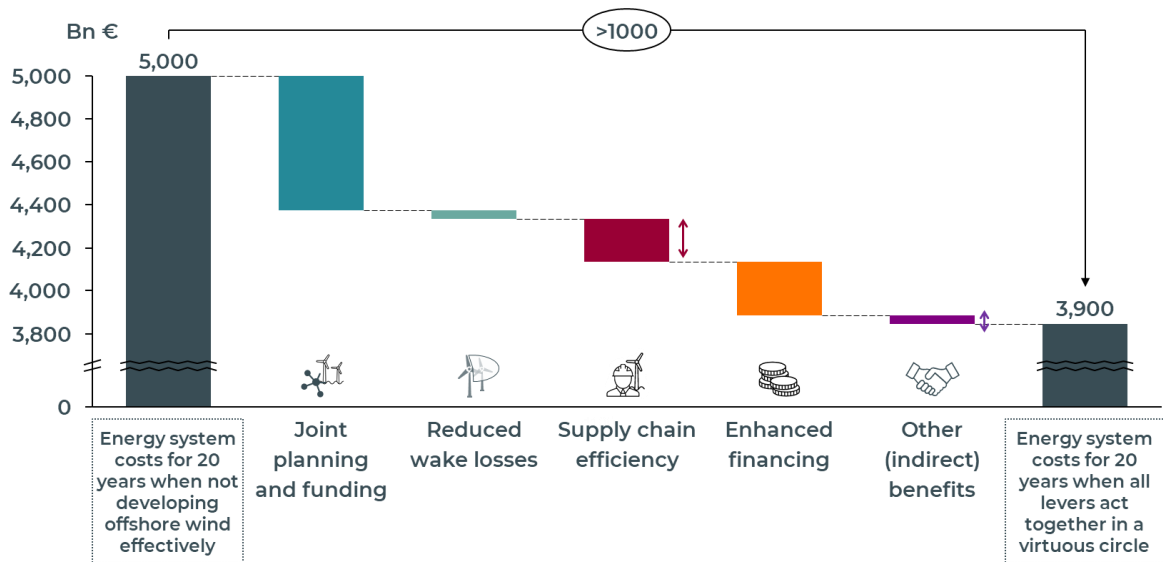 Bn €
>1000
5,000
5,000
4,800
4,600
4,400
4,200
4,000
3,800
0
3,900
Energy system
costs for 20
years when not
developing
offshore wind
effectively
Joint
planning
and funding
Reduced
wake losses
Supply chain
efficiency
Enhanced
financing
Other
(indirect)
benefits
Energy system
costs for 20
years when all
levers act
together in a
virtuous circle